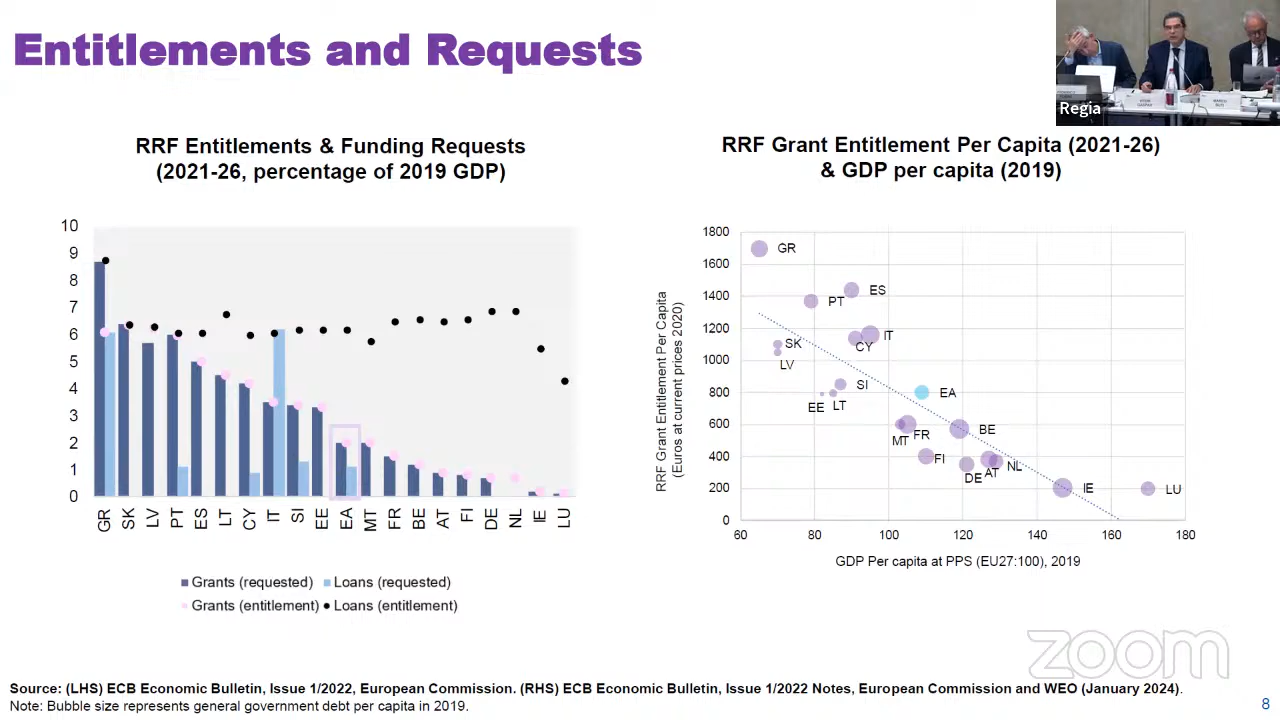 Entitlements and Requests
Regia
RRF Entitlements & Funding Requests
(2021-26, percentage of 2019 GDP)
10
9
8
7
6
5
4
3
2
1
0
GR SK LV PT ES LT CY IT SI EE EA MT FR BE AT FI DE NL IE LU
Grants (requested) Loans (requested)
Grants (entitlement) Loans (entitlement)
RRF Grant Entitlement Per Capita (2021-26)
& GDP per capita (2019)
RRF Grant Entitlement Per Capita
(Euros at current prices 2020)
1800
1600
1400
1200
1000
800
600
400
200
0
GR
ES
PT
IT
CY
SK
LV
SI
EE LT
EA
MT FR
BE
FI
DE AT NL
IE LU
60 80 100 120 140 160 180
GDP Per capita at PPS (EU27:100), 2019
zoom
Source: (LHS) ECB Economic Bulletin, Issue 1/2022, European Commission. (RHS) ECB Economic Bulletin, Issue 1/2022 Notes, European Commission and WEO (January 2024).
Note: Bubble size represents general government debt per capita in 2019.
8